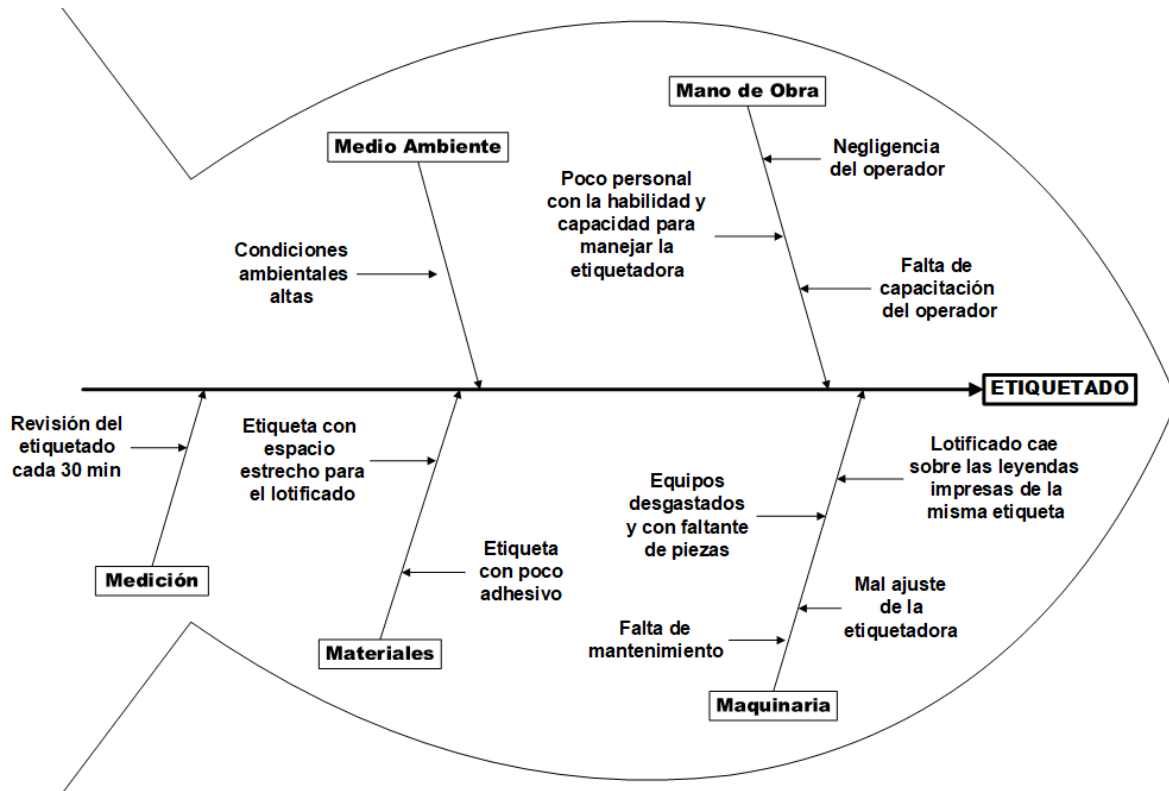 Mano de Obra
Medio Ambiente
Negligencia
del operador
Poco personal
con la habilidad y
capacidad para
manejar la
etiquetadora
Condiciones
ambientales
altas
Falta de
capacitación
del operador
ETIQUETADO
Revisión del
etiquetado
cada 30 min
Etiqueta con
espacio
estrecho para
el lotificado
Lotificado cae
sobre las leyendas
impresas de la
misma etiqueta
Equipos
desgastados
y con faltante
de piezas
Etiqueta
con poco
adhesivo
Medición
Mal ajuste
de la
etiquetadora
Falta de
mantenimiento
Materiales
Maquinaria